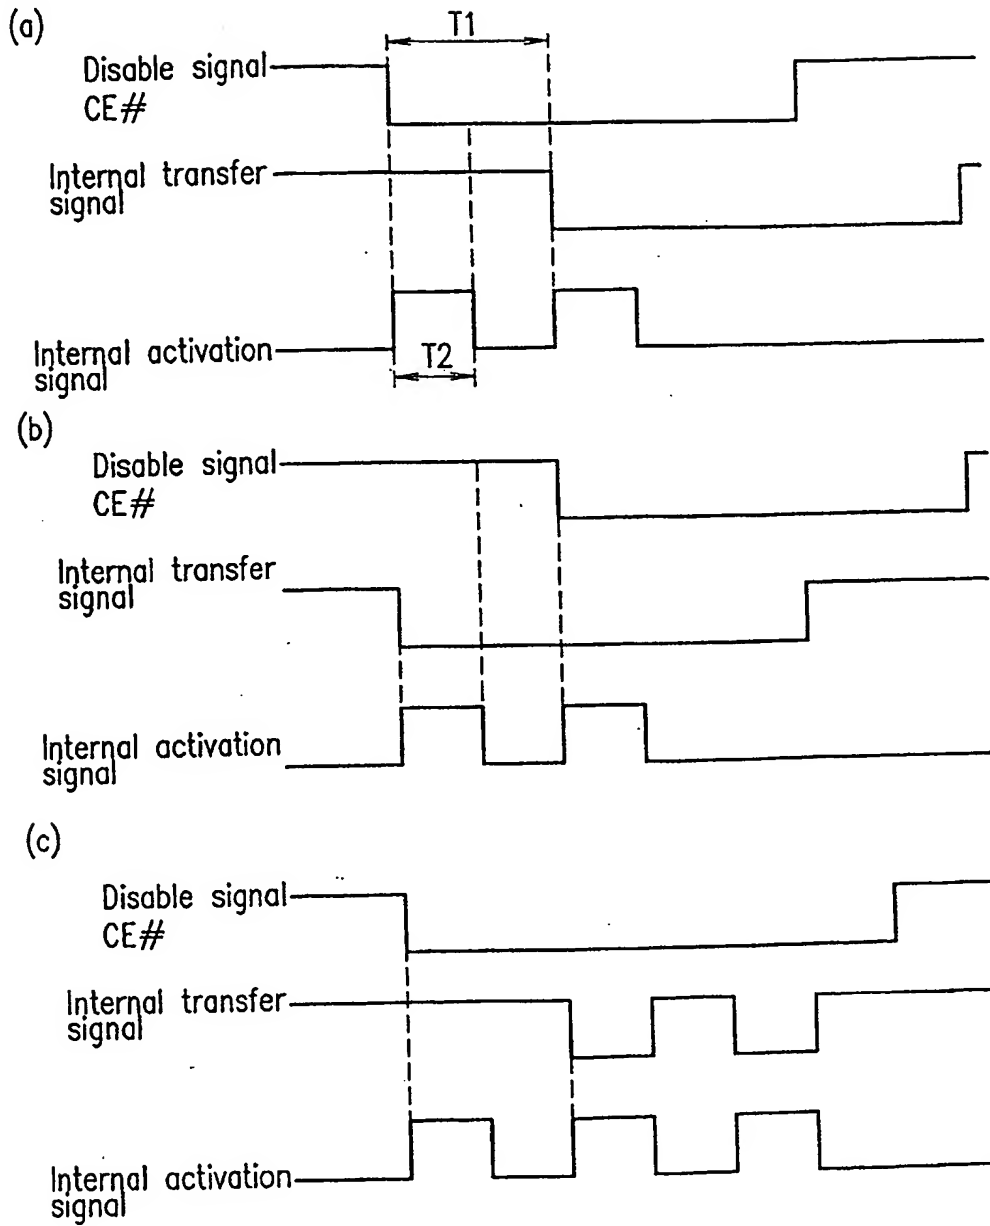 (a)
T1
Disable signal
CE#
Internal transfer
signal
Internal activation
signal
T2
(b)
Disable signal
CE#
Internal transfer
signal
Internal activation
signal
(c)
Disable signal
CE#
Internal transfer
signal
Internal activation
signal